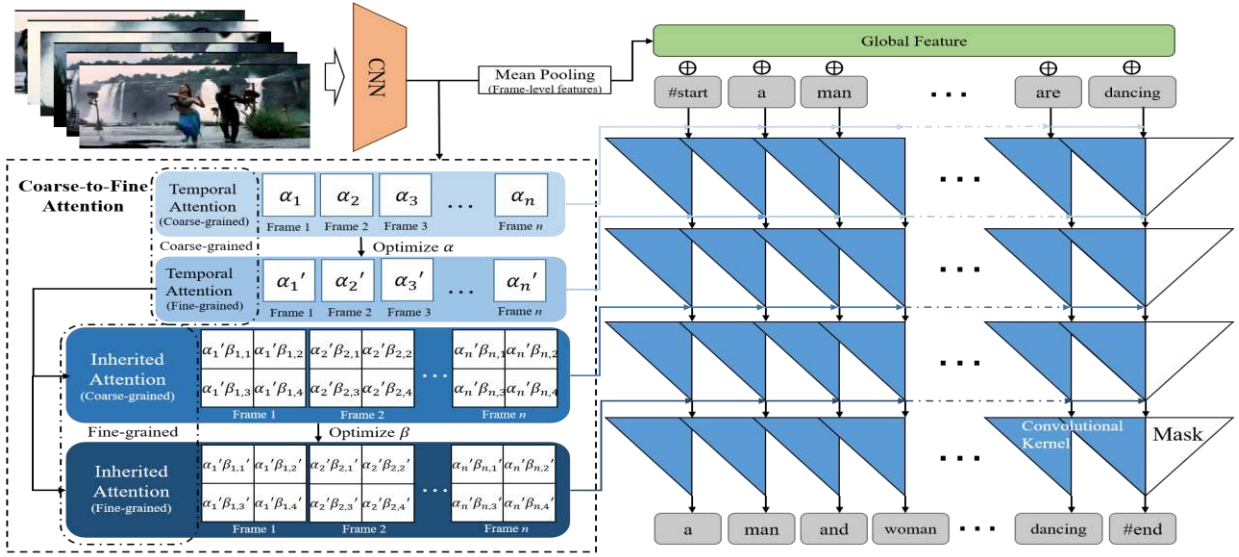 CNN
Mean Pooling
(Frame-level features)
Global Feature
⊕ ⊕ ⊕ ⊕ ⊕
#start a man ... are dancing
Coarse-to-Fine
Attention
Temporal
Attention
(Coarse-grained)
α₁ α₂ α₃ ... αₙ
Frame 1 Frame 2 Frame 3 Frame n
Coarse-grained
Optimize α
Temporal
Attention
(Fine-grained)
α₁′ α₂′ α₃′ ... αₙ′
Frame 1 Frame 2 Frame 3 Frame n
Inherited
Attention
(Coarse-grained)
α₁′β₁,₁ α₁′β₁,₂ α₂′β₂,₁ α₂′β₂,₂ ... αₙ′βₙ,₁ αₙ′βₙ,₂
α₁′β₁,₃ α₁′β₁,₄ α₂′β₂,₃ α₂′β₂,₄ αₙ′βₙ,₃ αₙ′βₙ,₄
Frame 1 Frame 2 Frame n
Fine-grained
Optimize β
Inherited
Attention
(Fine-grained)
α₁′β₁,₁′ α₁′β₁,₂′ α₂′β₂,₁′ α₂′β₂,₂′ ... αₙ′βₙ,₁′ αₙ′βₙ,₂′
α₁′β₁,₃′ α₁′β₁,₄′ α₂′β₂,₃′ α₂′β₂,₄′ αₙ′βₙ,₃′ αₙ′βₙ,₄′
Frame 1 Frame 2 Frame n
... 
...
...
Convolutional
Kernel
Mask
...
a man and woman ... dancing #end